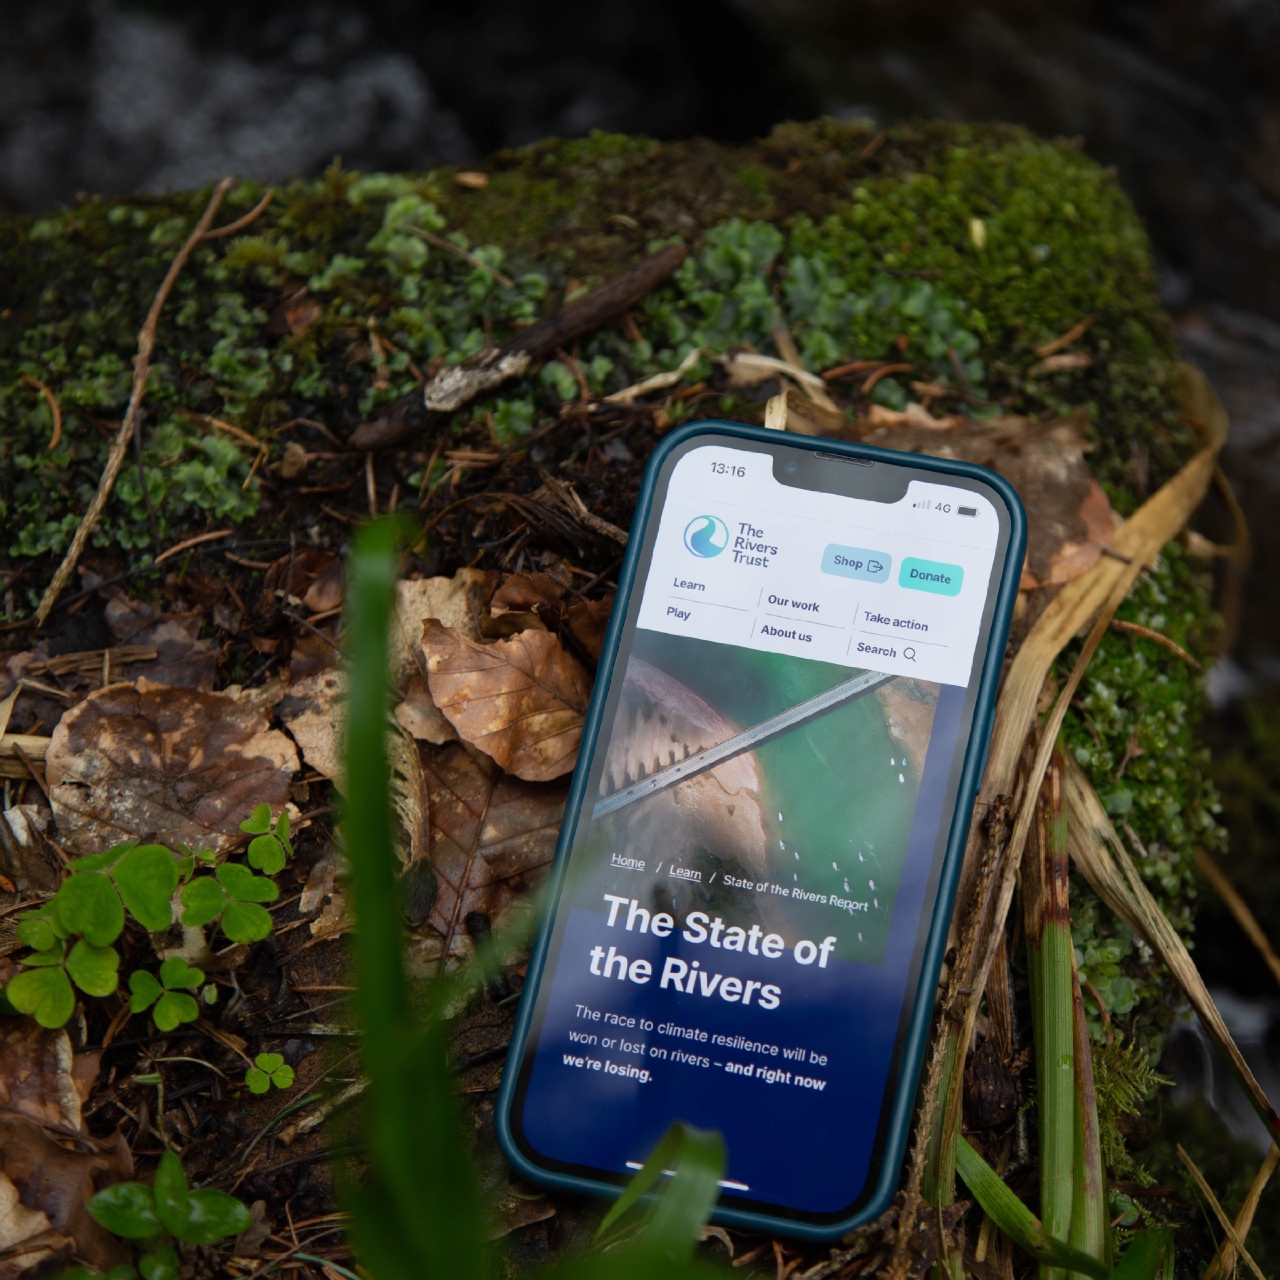 13:16
4G
The
Rivers
Trust
Shop
Donate
Learn
Our work
Take action
Play
About us
Search
Home / Learn / State of the Rivers Report
The State of
the Rivers
The race to climate resilience will be
won or lost on rivers – and right now
we're losing.